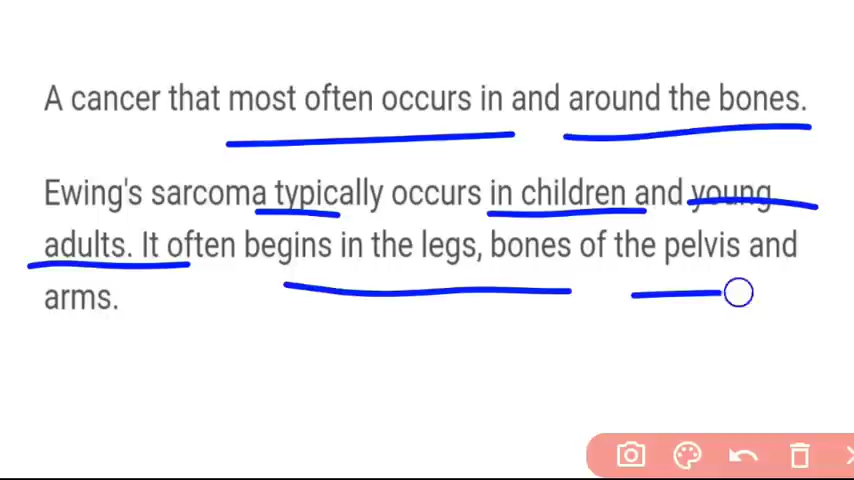 A cancer that most often occurs in and around the bones.
Ewing's sarcoma typically occurs in children and young
adults. It often begins in the legs, bones of the pelvis and
arms.